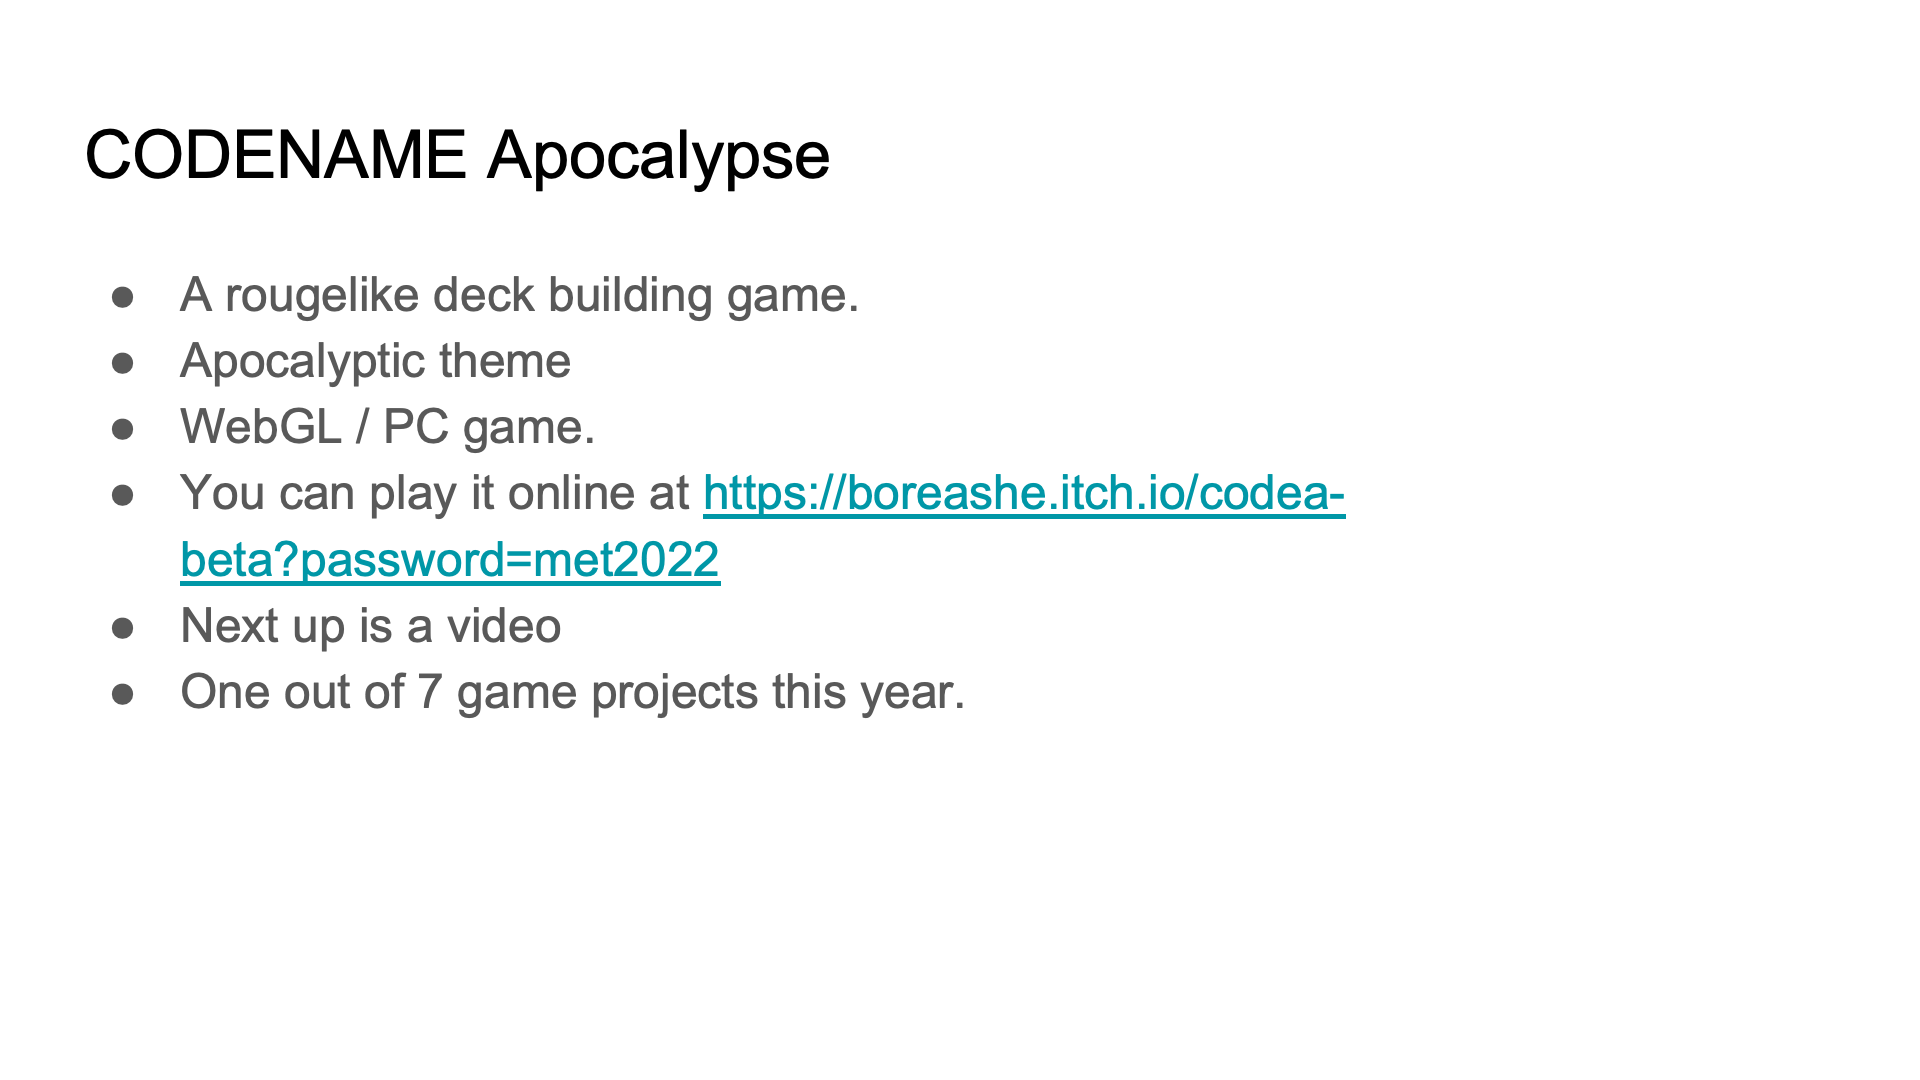 CODENAME Apocalypse
● A rougelike deck building game.
● Apocalyptic theme
● WebGL / PC game.
● You can play it online at https://boreashe.itch.io/codea-
beta?password=met2022
● Next up is a video
● One out of 7 game projects this year.